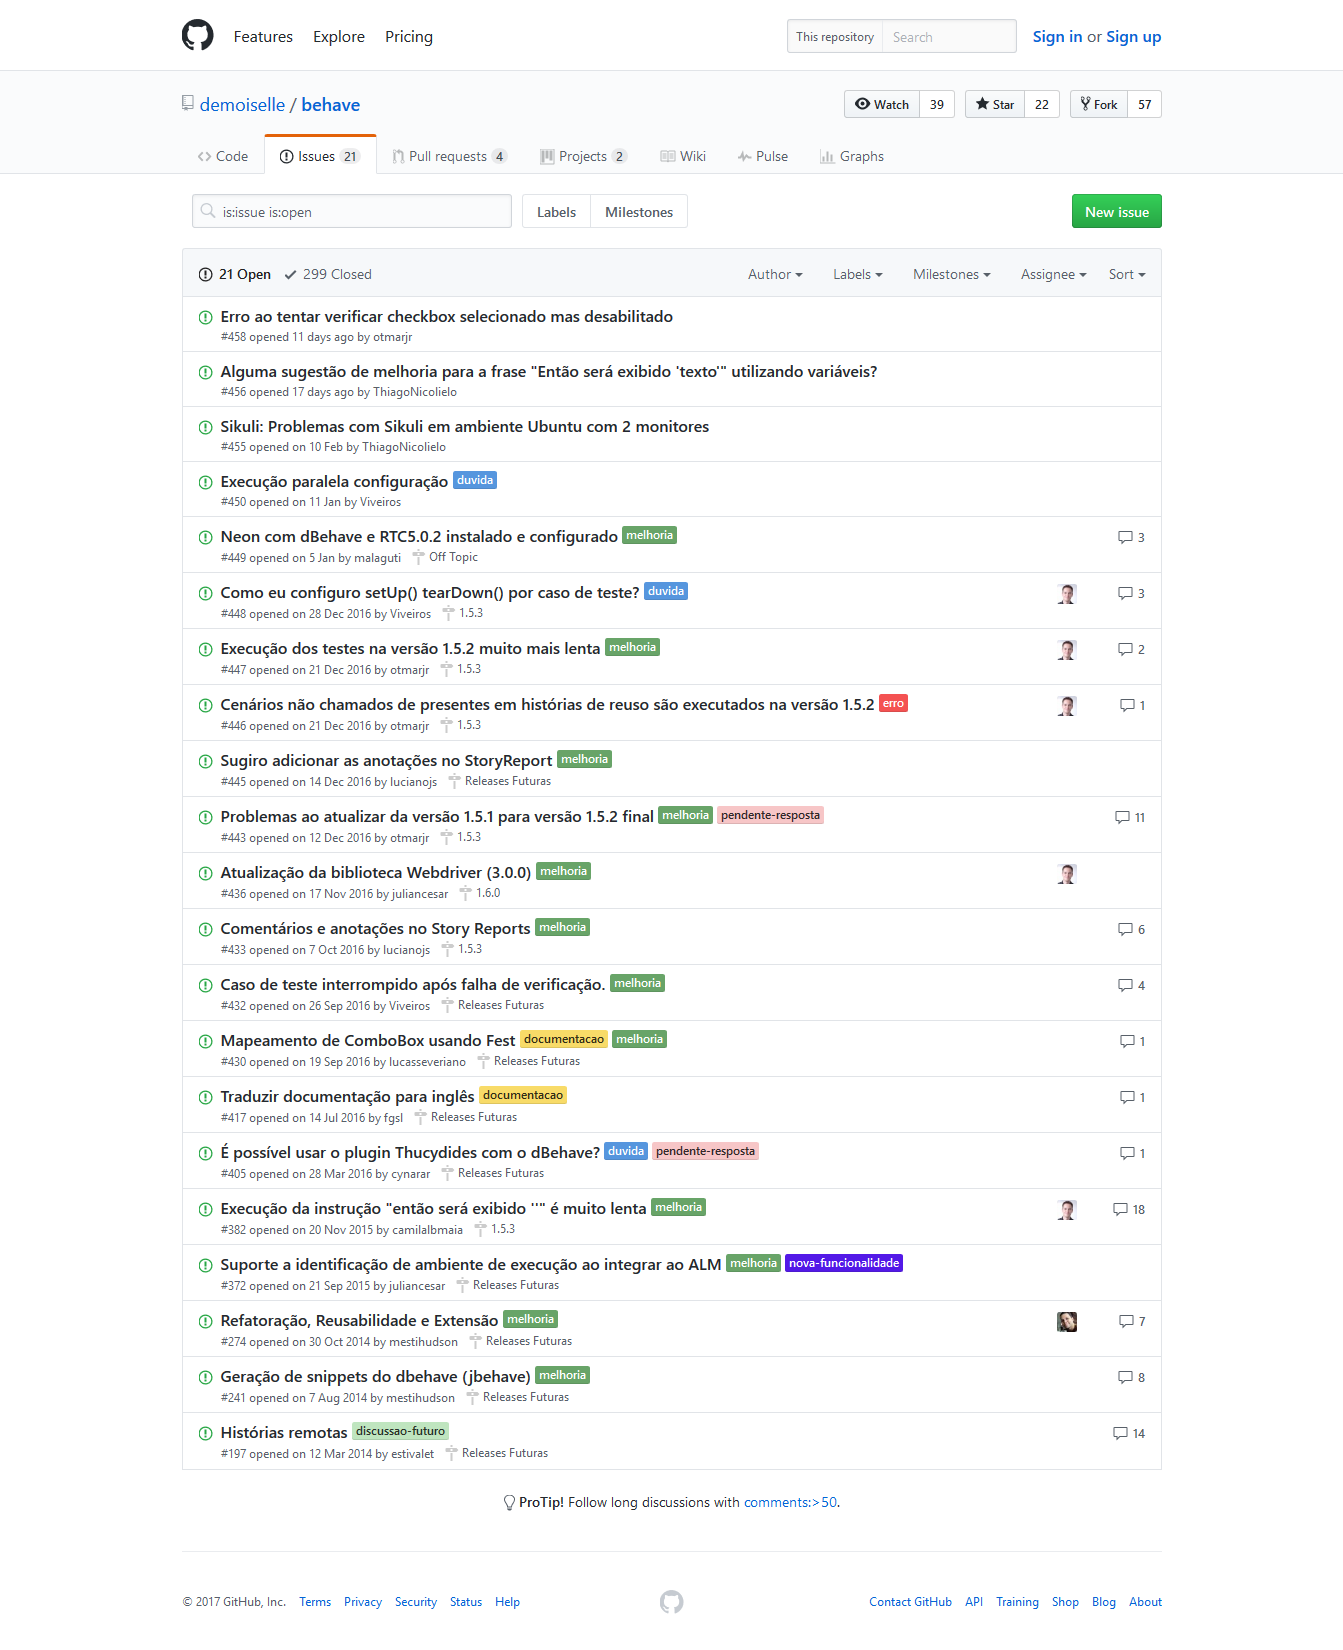 Features Explore Pricing This repository Search Sign in or Sign up
demoiselle / behave Watch 39 Star 22 Fork 57
Code Issues 21 Pull requests 4 Projects 2 Wiki Pulse Graphs
is:issue is:open Labels Milestones New issue
21 Open 299 Closed Author Labels Milestones Assignee Sort
Erro ao tentar verificar checkbox selecionado mas desabilitado
#458 opened 11 days ago by otmarjr
Alguma sugestão de melhoria para a frase "Então será exibido 'texto'" utilizando variáveis?
#456 opened 17 days ago by ThiagoNicolielo
Sikuli: Problemas com Sikuli em ambiente Ubuntu com 2 monitores
#455 opened on 10 Feb by ThiagoNicolielo
Execução paralela configuração duvida
#450 opened on 11 Jan by Viveiros
Neon com dBehave e RTC5.0.2 instalado e configurado melhoria 3
#449 opened on 5 Jan by malaguti Off Topic
Como eu configuro setUp() tearDown() por caso de teste? duvida 3
#448 opened on 28 Dec 2016 by Viveiros 1.5.3
Execução dos testes na versão 1.5.2 muito mais lenta melhoria 2
#447 opened on 21 Dec 2016 by otmarjr 1.5.3
Cenários não chamados de presentes em histórias de reuso são executados na versão 1.5.2 erro 1
#446 opened on 21 Dec 2016 by otmarjr 1.5.3
Sugiro adicionar as anotações no StoryReport melhoria
#445 opened on 14 Dec 2016 by lucianojs Releases Futuras
Problemas ao atualizar da versão 1.5.1 para versão 1.5.2 final melhoria pendente-resposta 11
#443 opened on 12 Dec 2016 by otmarjr 1.5.3
Atualização da biblioteca Webdriver (3.0.0) melhoria
#436 opened on 17 Nov 2016 by juliancesar 1.6.0
Comentários e anotações no Story Reports melhoria 6
#433 opened on 7 Oct 2016 by lucianojs 1.5.3
Caso de teste interrompido após falha de verificação. melhoria 4
#432 opened on 26 Sep 2016 by Viveiros Releases Futuras
Mapeamento de ComboBox usando Fest documentacao melhoria 1
#430 opened on 19 Sep 2016 by lucasseveriano Releases Futuras
Traduzir documentação para inglês documentacao 1
#417 opened on 14 Jul 2016 by fgsl Releases Futuras
É possível usar o plugin Thucydides com o dBehave? duvida pendente-resposta 1
#405 opened on 28 Mar 2016 by cynarar Releases Futuras
Execução da instrução "então será exibido ''" é muito lenta melhoria 18
#382 opened on 20 Nov 2015 by camilalbmaia 1.5.3
Suporte a identificação de ambiente de execução ao integrar ao ALM melhoria nova-funcionalidade
#372 opened on 21 Sep 2015 by juliancesar Releases Futuras
Refatoração, Reusabilidade e Extensão melhoria 7
#274 opened on 30 Oct 2014 by mestihudson Releases Futuras
Geração de snippets do dbehave (jbehave) melhoria 8
#241 opened on 7 Aug 2014 by mestihudson Releases Futuras
Histórias remotas discussao-futuro 14
#197 opened on 12 Mar 2014 by estivalet Releases Futuras
ProTip! Follow long discussions with comments:>50.
© 2017 GitHub, Inc. Terms Privacy Security Status Help Contact GitHub API Training Shop Blog About